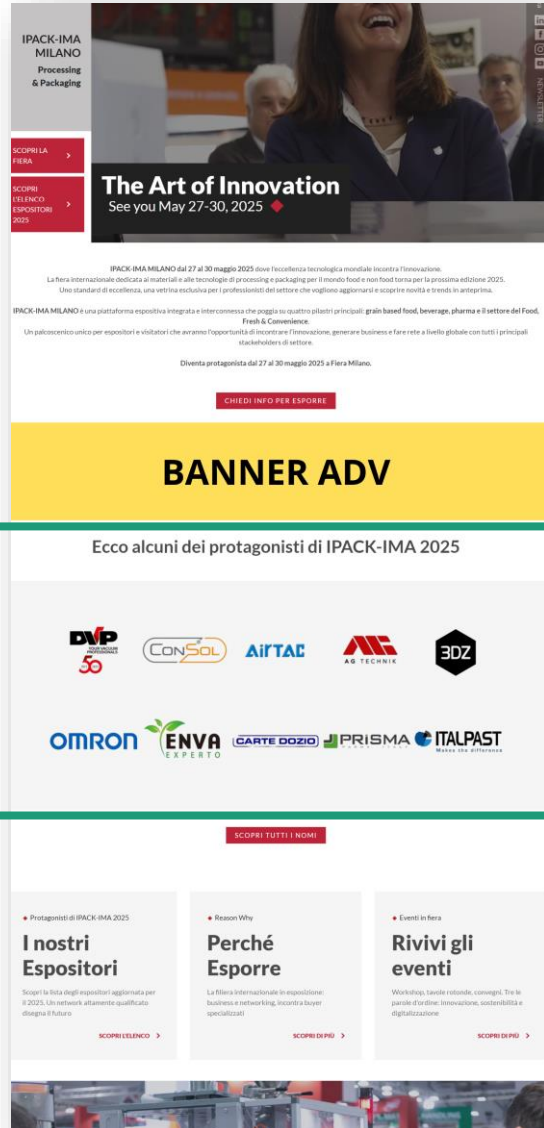 IPACK-IMA
MILANO
Processing
& Packaging
NEWSLETTER
SCOPRI LA
FIERA
SCOPRI
L'ELENCO
ESPOSITORI
2025
The Art of Innovation
See you May 27-30, 2025
IPACK-IMA MILANO dal 27 al 30 maggio 2025 dove l'eccellenza tecnologica mondiale incontra l'innovazione.
La fiera internazionale dedicata ai materiali e alle tecnologie di processing e packaging per il mondo food e non food torna per la prossima edizione 2025.
Uno standard di eccellenza, una vetrina esclusiva per i professionisti del settore che vogliono aggiornarsi e scoprire novità e trends in anteprima.
IPACK-IMA MILANO è una piattaforma espositiva integrata e interconnessa che poggia su quattro pilastri principali: grain based food, beverage, pharma e il settore del Food,
Fresh & Convenience.
Un palcoscenico unico per espositori e visitatori che avranno l'opportunità di incontrare l'innovazione, generare business e fare rete a livello globale con tutti i principali
stackeholders di settore.
Diventa protagonista dal 27 al 30 maggio 2025 a Fiera Milano.
CHIEDI INFO PER ESPORRE
BANNER ADV
Ecco alcuni dei protagonisti di IPACK-IMA 2025
DVP
YOUR VACUUM
PROFESSIONALS
50
CONSOL
AirTAC
AG TECHNIK
3DZ
OMRON
ENVA
EXPERTO
CARTE DOZIO
PRISMA
ITALPAST
Makes the difference
SCOPRI TUTTI I NOMI
Protagonisti di IPACK-IMA 2025
I nostri
Espositori
Scopri la lista degli espositori aggiornata per
il 2025. Un network altamente qualificato
disegna il futuro
SCOPRI L'ELENCO
Reason Why
Perché
Esporre
La filiera internazionale in esposizione:
business e networking, incontra buyer
specializzati
SCOPRI DI PIÙ
Eventi in fiera
Rivivi gli
eventi
Workshop, tavole rotonde, convegni. Tre le
parole d'ordine: innovazione, sostenibilità e
digitalizzazione
SCOPRI DI PIÙ